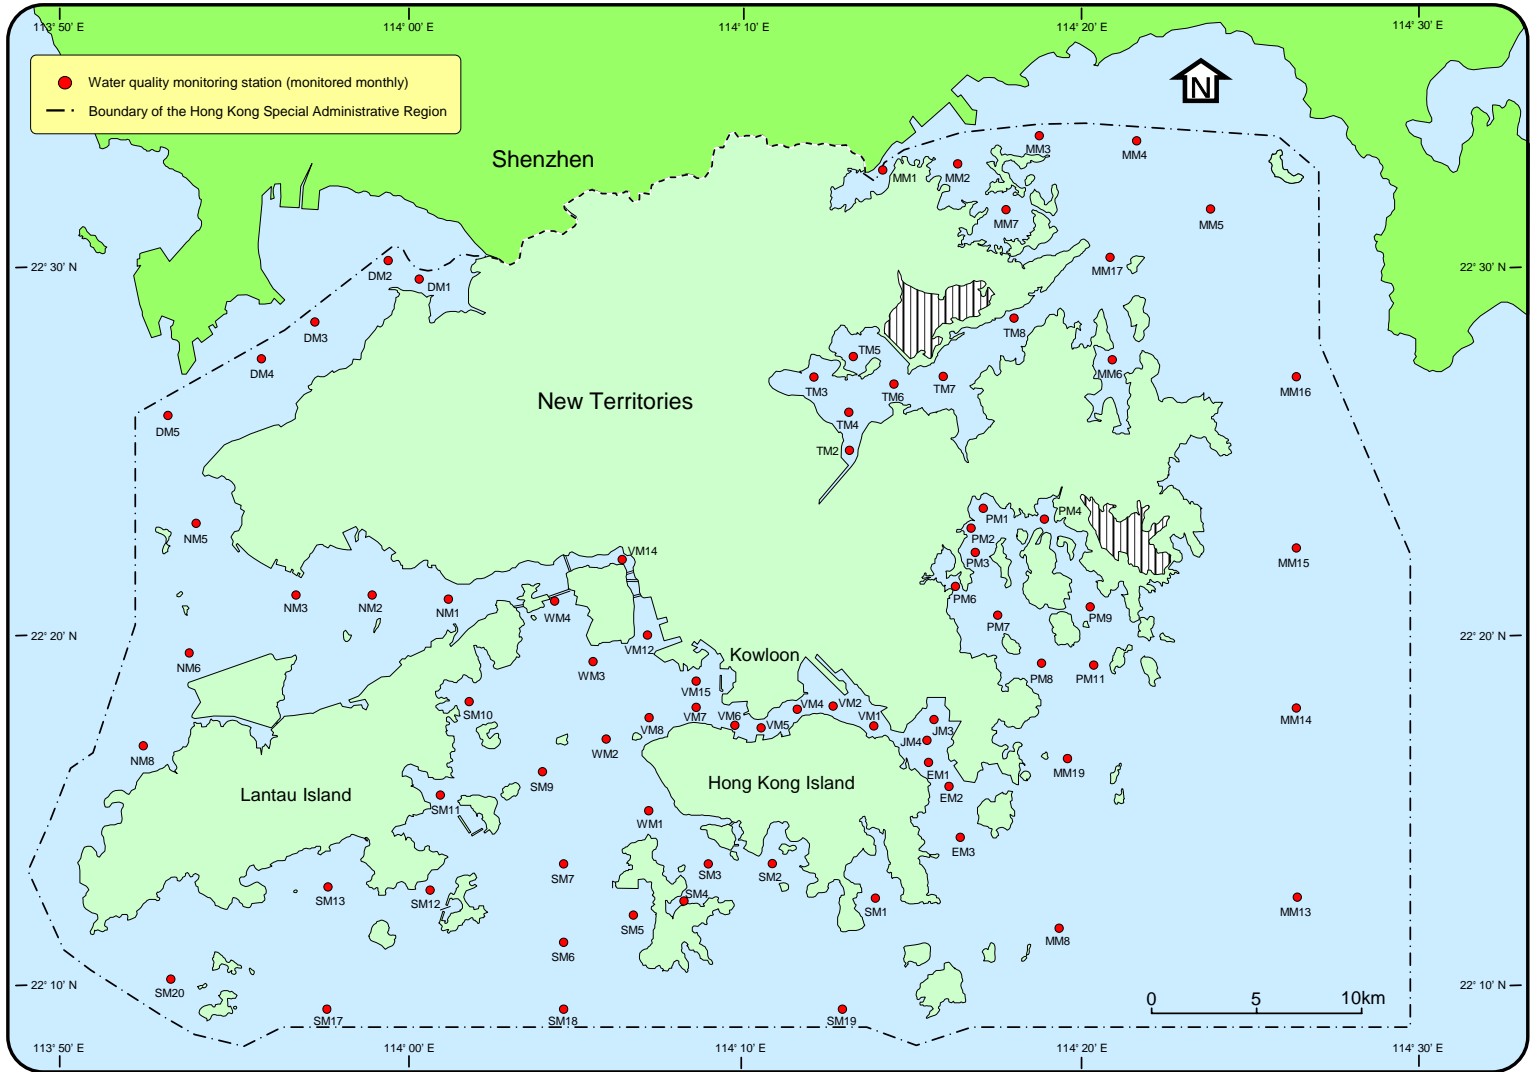 113° 50' E
114° 00' E
114° 10' E
114° 20' E
114° 30' E
Water quality monitoring station (monitored monthly)
Boundary of the Hong Kong Special Administrative Region
N
Shenzhen
MM3
MM4
MM1
MM2
MM7
MM5
22° 30' N
22° 30' N
DM2
DM1
MM17
DM3
TM8
DM4
TM5
MM6
TM3
TM6
TM7
MM16
New Territories
DM5
TM4
TM2
PM1
PM4
NM5
PM2
VM14
PM3
MM15
NM3
NM2
NM1
WM4
PM6
PM9
PM7
22° 20' N
22° 20' N
VM12
Kowloon
NM6
WM3
PM8
PM11
VM15
SM10
VM7
VM6
VM4
VM2
VM1
MM14
VM8
VM5
JM3
JM4
NM8
WM2
EM1
MM19
SM9
Hong Kong Island
Lantau Island
EM2
SM11
WM1
EM3
SM7
SM3
SM2
SM13
SM12
SM4
SM1
MM13
SM5
MM8
SM6
22° 10' N
22° 10' N
SM20
0 5 10km
SM17
SM18
SM19
113° 50' E
114° 00' E
114° 10' E
114° 20' E
114° 30' E